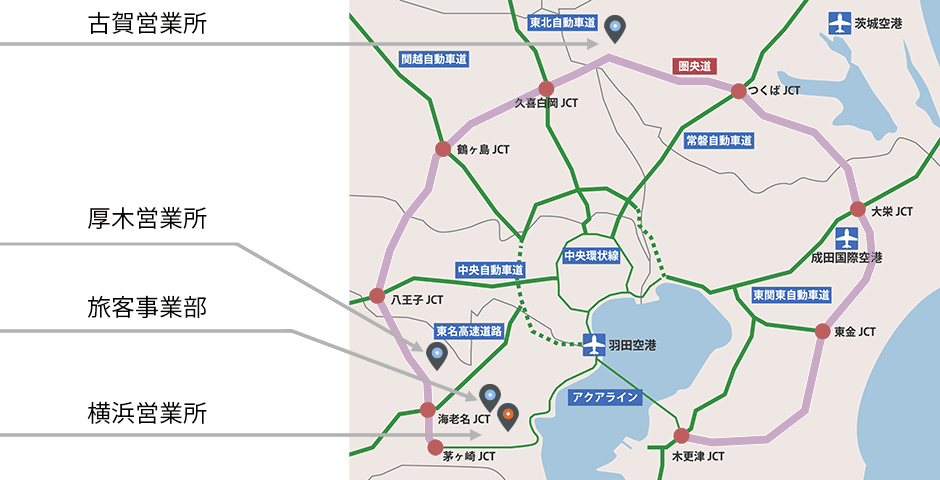 古賀営業所
厚木営業所
旅客事業部
横浜営業所
東北自動車道
茨城空港
関越自動車道
圏央道
久喜白岡 JCT
つくば JCT
鶴ヶ島 JCT
常磐自動車道
大栄 JCT
中央環状線
成田国際空港
中央自動車道
八王子 JCT
東関東自動車道
東名高速道路
東金 JCT
羽田空港
アクアライン
海老名 JCT
茅ヶ崎 JCT
木更津 JCT